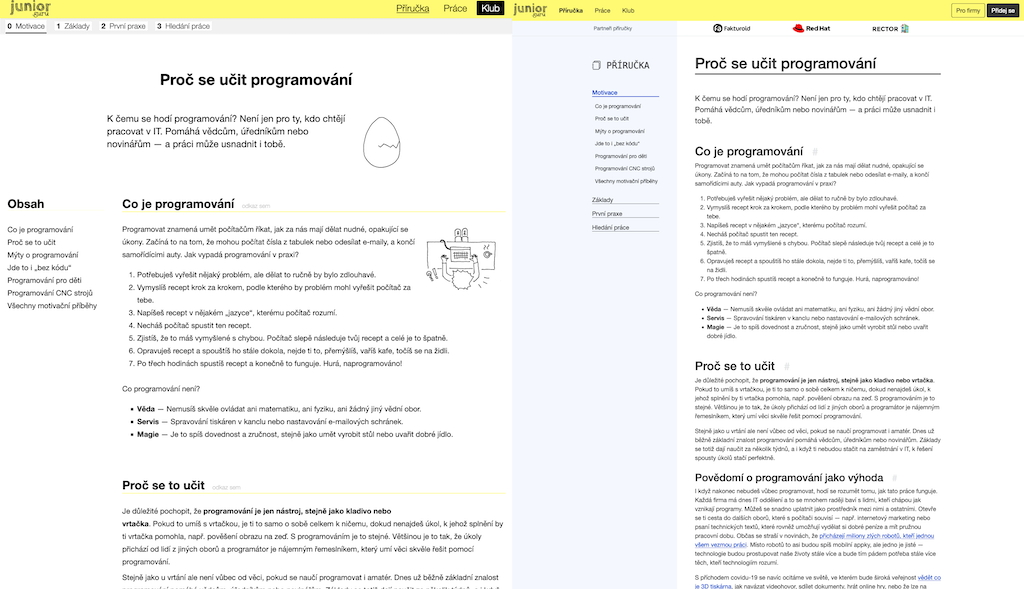 junior
guru
Příručka
Práce
Klub
0 Motivace
1 Základy
2 První praxe
3 Hledání práce
Proč se učit programování
K čemu se hodí programování? Není jen pro ty, kdo chtějí
pracovat v IT. Pomáhá vědcům, úředníkům nebo
novinářům — a práci může usnadnit i tobě.
Obsah
Co je programování
Proč se to učit
Mýty o programování
Jde to i „bez kódu“
Programování pro děti
Programování CNC strojů
Všechny motivační příběhy
Co je programování odkaz sem
Programovat znamená umět počítačům říkat, jak za nás mají dělat nudné, opakující se
úkony. Začíná to na tom, že mohou počítat čísla z tabulek nebo odesílat e-maily, a končí
samořídicími auty. Jak vypadá programování v praxi?
1. Potřebuješ vyřešit nějaký problém, ale dělat to ručně by bylo zdlouhavé.
2. Vymyslíš recept krok za krokem, podle kterého by problém mohl vyřešit počítač za
tebe.
3. Napíšeš recept v nějakém „jazyce“, kterému počítač rozumí.
4. Necháš počítač spustit ten recept.
5. Zjistíš, že to máš vymyšlené s chybou. Počítač slepě následuje tvůj recept a celé je to špatně.
6. Opravuješ recept a spouštíš ho stále dokola, nejde ti to, přemýšlíš, vaříš kafe, točíš se na židli.
7. Po třech hodinách spustíš recept a konečně to funguje. Hurá, naprogramováno!
Co programování není?
• Věda — Nemusíš skvěle ovládat ani matematiku, ani fyziku, ani žádný jiný vědní obor.
• Servis — Spravování tiskáren v kanclu nebo nastavování e-mailových schránek.
• Magie — Je to spíš dovednost a zručnost, stejně jako umět vyrobit stůl nebo uvařit dobré jídlo.
Proč se to učit odkaz sem
Je důležité pochopit, že programování je jen nástroj, stejně jako kladivo nebo
vrtačka. Pokud to umíš s vrtačkou, je ti to samo o sobě celkem k ničemu, dokud nenajdeš úkol, k jehož splnění by
ti vrtačka pomohla, např. pověšení obrazu na zeď. S programováním je to stejné. Většinou je to tak, že úkoly
přichází od lidí z jiných oborů a programátor je nájemným řemeslníkem, který umí věc skvěle řešit pomocí
programování.
Stejně jako u vrtání ale není vůbec od věci, pokud se naučí programovat i amatér. Dnes už běžné základní znalost
junior
guru
Příručka
Práce
Klub
Pro firmy
Přidej se
Partneři příručky
Fakturoid
Red Hat
RECTOR
PŘÍRUČKA
Motivace
Co je programování
Proč se to učit
Mýty o programování
Jde to i „bez kódu“
Programování pro děti
Programování CNC strojů
Všechny motivační příběhy
Základy
První praxe
Hledání práce
Proč se učit programování
K čemu se hodí programování? Není jen pro ty, kdo chtějí pracovat v IT.
Pomáhá vědcům, úředníkům nebo novinářům — a práci může usnadnit i
tobě.
Co je programování #
Programovat znamená umět počítačům říkat, jak za nás mají dělat nudné, opakující se
úkony. Začíná to na tom, že mohou počítat čísla z tabulek nebo odesílat e-maily, a končí
samořídicími auty. Jak vypadá programování v praxi?
1. Potřebuješ vyřešit nějaký problém, ale dělat to ručně by bylo zdlouhavé.
2. Vymyslíš recept krok za krokem, podle kterého by problém mohl vyřešit počítač za
tebe.
3. Napíšeš recept v nějakém „jazyce“, kterému počítač rozumí.
4. Necháš počítač spustit ten recept.
5. Zjistíš, že to máš vymyšlené s chybou. Počítač slepě následuje tvůj recept a celé je to
špatně.
6. Opravuješ recept a spouštíš ho stále dokola, nejde ti to, přemýšlíš, vaříš kafe, točíš se
na židli.
7. Po třech hodinách spustíš recept a konečně to funguje. Hurá, naprogramováno!
Co programování není?
• Věda — Nemusíš skvěle ovládat ani matematiku, ani fyziku, ani žádný jiný vědní obor.
• Servis — Spravování tiskáren v kanclu nebo nastavování e-mailových schránek.
• Magie — Je to spíš dovednost a zručnost, stejně jako umět vyrobit stůl nebo uvařit
dobré jídlo.
Proč se to učit #
Je důležité pochopit, že programování je jen nástroj, stejně jako kladivo nebo vrtačka.
Pokud to umíš s vrtačkou, je ti to samo o sobě celkem k ničemu, dokud nenajdeš úkol, k
jehož splnění by ti vrtačka pomohla, např. pověšení obrazu na zeď. S programováním je to
stejné. Většinou je to tak, že úkoly přichází od lidí z jiných oborů a programátor je nájemným
řemeslníkem, který umí věc skvěle řešit pomocí programování.
Stejně jako u vrtání ale není vůbec od věci, pokud se naučí programovat i amatér. Dnes už
běžně základní znalost programování pomáhá vědcům, úředníkům nebo novinářům. Základy
se totiž dají naučit za několik týdnů, a i když ti nebudou stačit na zaměstnání v IT, k řešení
spousty úkolů stačí perfektně.
Povědomí o programování jako výhoda #
I když nakonec nebudeš vůbec programovat, hodí se rozumět tomu, jak tato práce funguje.
Každá firma má dnes IT oddělení a to se mnohem raději baví s lidmi, kteří chápou jak
vznikají programy. Můžeš se snadno uplatnit jako prostředník mezi nimi a ostatními. Otevře
se ti cesta do dalších oborů, které s počítači souvisí — např. internetový marketing nebo
psaní technických textů, které rovněž umožňují vydělat si dobré peníze a mít pružnou
pracovní dobu. Občas se straší v novinách, že přicházejí miliony zlých robotů, kteří jednou
všem vezmou práci. Místo robotů to asi budou spíš mobilní appky, ale jedno je jisté —
technologie budou prostupovat naše životy stále více a bude tím pádem potřeba stále více
těch, kteří technologiím rozumí.
S příchodem covidu-19 se navíc ocitáme ve světě, ve kterém bude široká veřejnost vědět co
je 3D tiskárna, jak navázat videohovor, sdílet dokumenty, hrát online hry, nebo že lze na